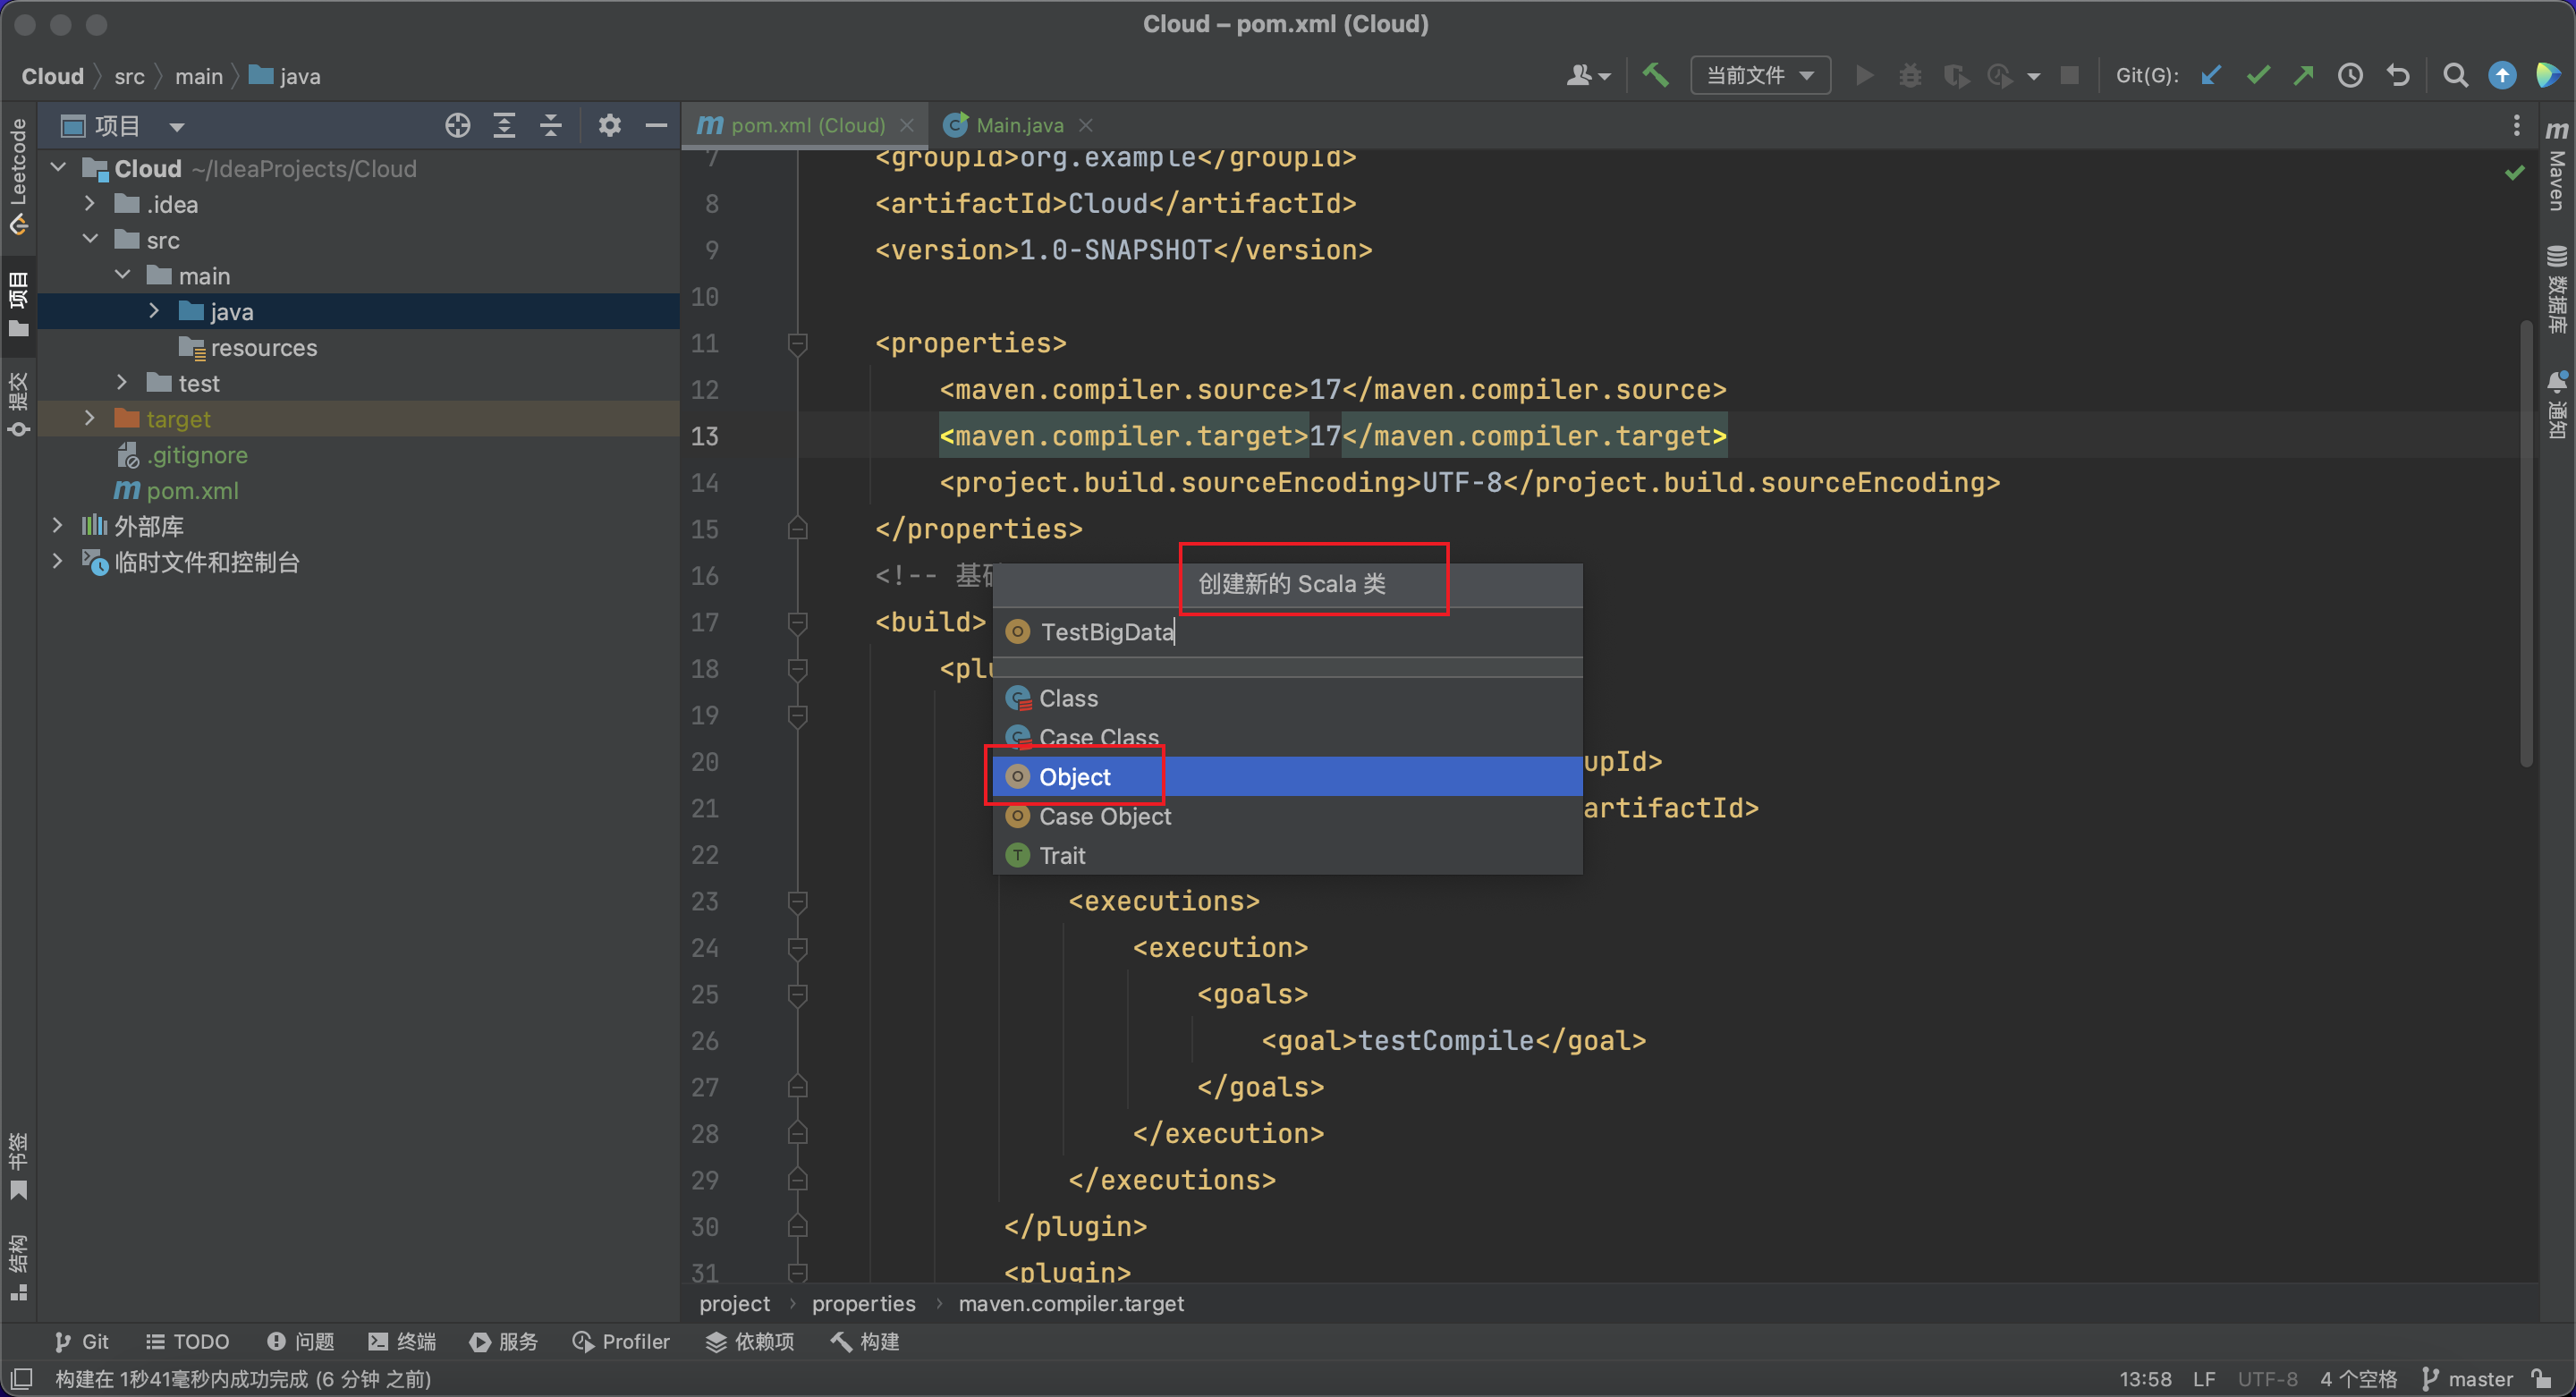 Cloud – pom.xml (Cloud)
Cloud src main java
当前文件
Git(G):
项目
pom.xml (Cloud)
Main.java
Leetcode
项目
提交
书签
结构
Cloud ~/IdeaProjects/Cloud
.idea
src
main
java
resources
test
target
.gitignore
pom.xml
外部库
临时文件和控制台
7 <groupId>org.example</groupId>
8 <artifactId>Cloud</artifactId>
9 <version>1.0-SNAPSHOT</version>
10
11 <properties>
12 <maven.compiler.source>17</maven.compiler.source>
13 <maven.compiler.target>17</maven.compiler.target>
14 <project.build.sourceEncoding>UTF-8</project.build.sourceEncoding>
15 </properties>
16 <!-- 基础
17 <build>
18 <plu
19
20 upId>
21 artifactId>
22
23 <executions>
24 <execution>
25 <goals>
26 <goal>testCompile</goal>
27 </goals>
28 </execution>
29 </executions>
30 </plugin>
31 <plugin>
创建新的 Scala 类
TestBigData
Class
Case Class
Object
Case Object
Trait
Maven
数据库
通知
project properties maven.compiler.target
Git TODO 问题 终端 服务 Profiler 依赖项 构建
构建在 1秒41毫秒内成功完成 (6 分钟 之前)
13:58 LF UTF-8 4 个空格 master